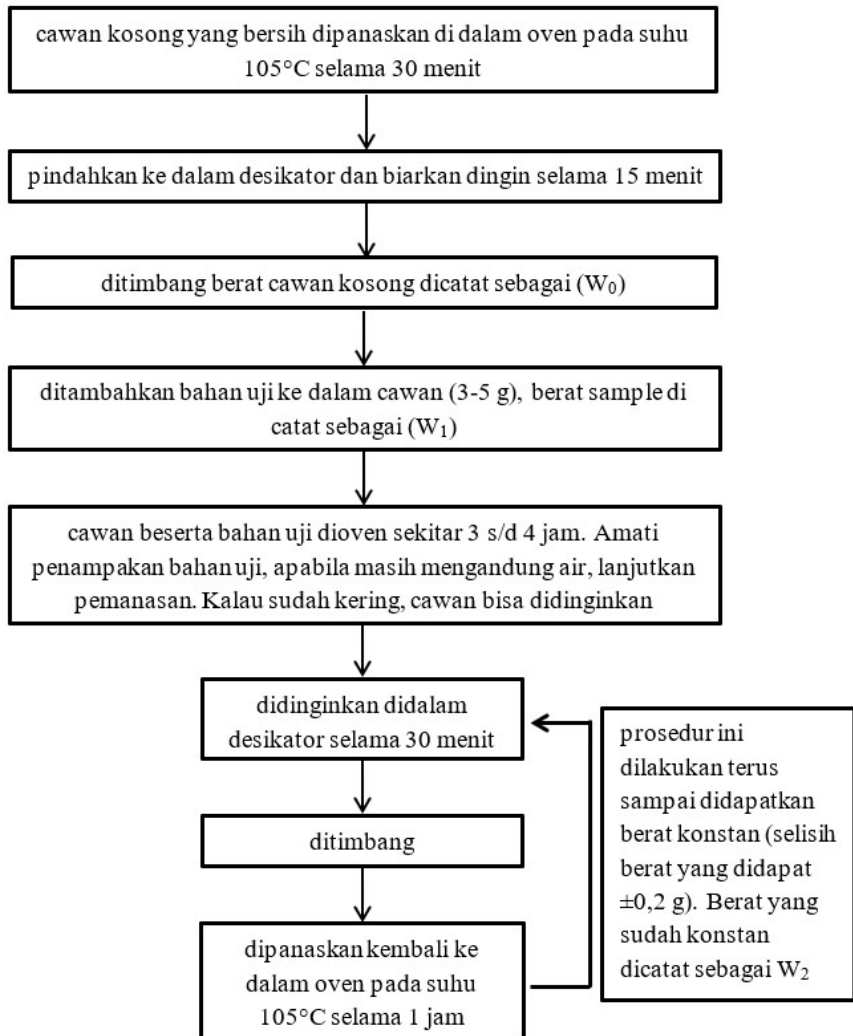 cawan kosong yang bersih dipanaskan di dalam oven pada suhu
105°C selama 30 menit
pindahkan ke dalam desikator dan biarkan dingin selama 15 menit
ditimbang berat cawan kosong dicatat sebagai (W₀)
ditambahkan bahan uji ke dalam cawan (3-5 g), berat sample di
catat sebagai (W₁)
cawan beserta bahan uji dioven sekitar 3 s/d 4 jam. Amati
penampakan bahan uji, apabila masih mengandung air, lanjutkan
pemanasan. Kalau sudah kering, cawan bisa didinginkan
didinginkan didalam
desikator selama 30 menit
ditimbang
dipanaskan kembali ke
dalam oven pada suhu
105°C selama 1 jam
prosedur ini
dilakukan terus
sampai didapatkan
berat konstan (selisih
berat yang didapat
±0,2 g). Berat yang
sudah konstan
dicatat sebagai W₂